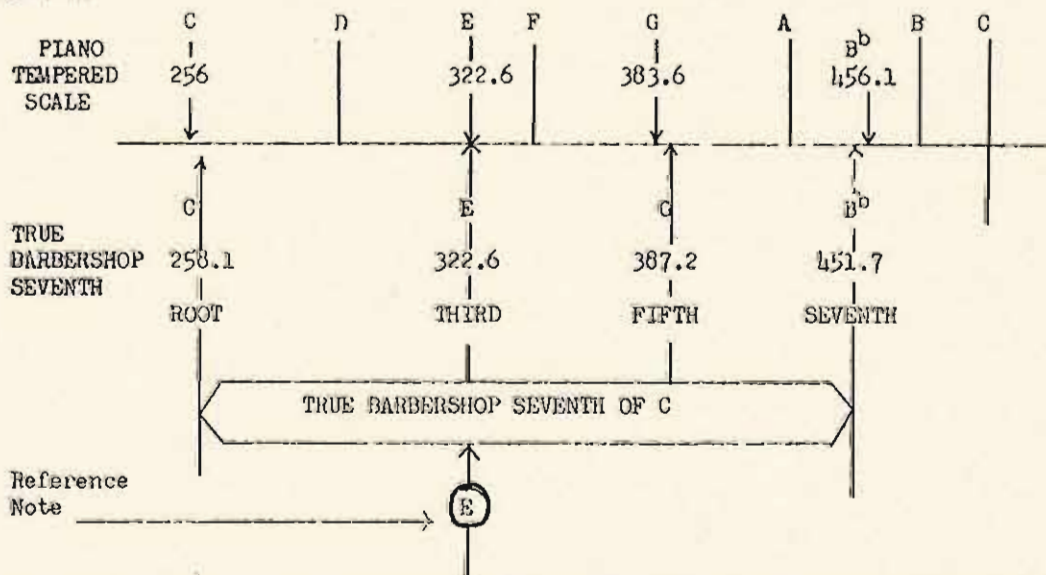 C D E F G A B♭ B C
PIANO
TEMPERED 256 322.6 383.6 456.1
SCALE
C E G B♭
TRUE
BARBERSHOP 258.1 322.6 387.2 451.7
SEVENTH
ROOT THIRD FIFTH SEVENTH
TRUE BARBERSHOP SEVENTH OF C
Reference
Note E